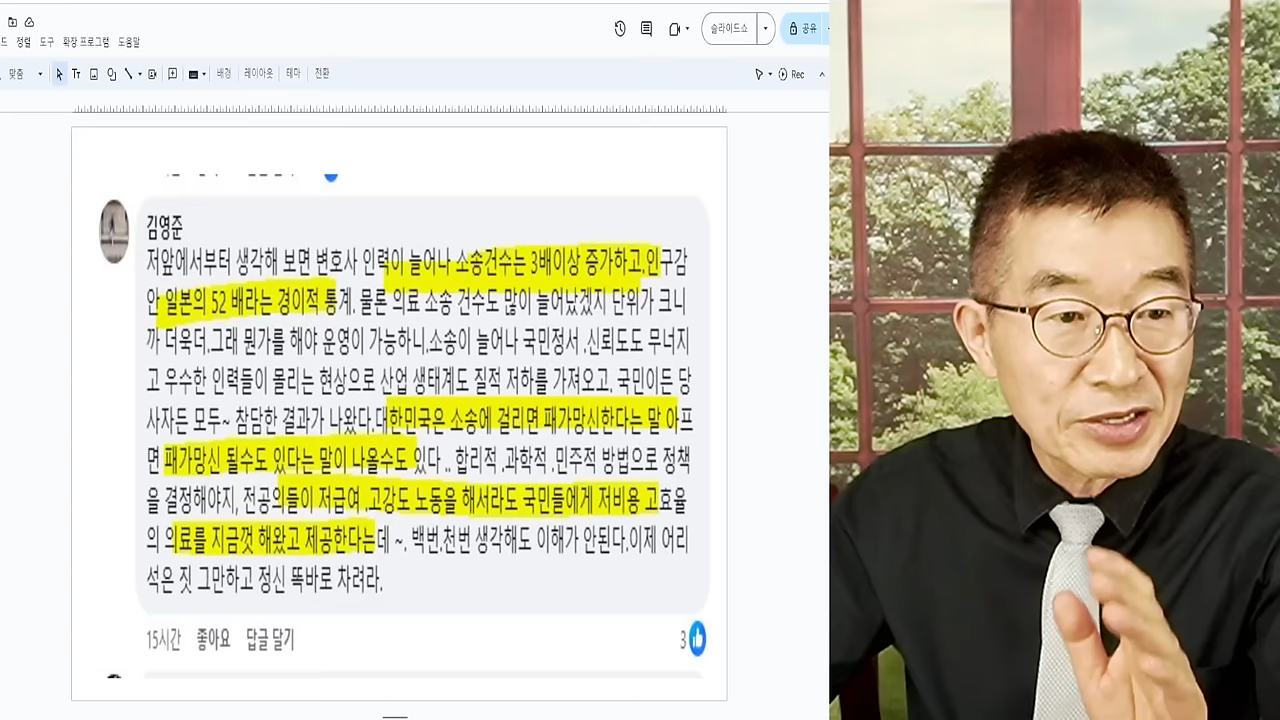 드 정렬 도구 확장 프로그램 도움말
슬라이드쇼
공유
맞춤
Tr
배경 레이아웃 테마 전환
Rec
김영준
저앞에서부터 생각해 보면 변호사 인력이 늘어나 소송건수는 3배이상 증가하고,인구감
안 일본의 52 배라는 경이적 통계. 물론 의료 소송 건수도 많이 늘어났겠지 단위가 크니
까 더욱더.그래 뭔가를 해야 운영이 가능하니,소송이 늘어나 국민정서 .신뢰도도 무너지
고 우수한 인력들이 몰리는 현상으로 산업 생태계도 질적 저하를 가져오고. 국민이든 당
사자든 모두~ 참담한 결과가 나왔다.대한민국은 소송에 걸리면 패가망신한다는 말 아프
면 패가망신 될수도 있다는 말이 나올수도 있다 .. 합리적 .과학적 .민주적 방법으로 정책
을 결정해야지, 전공의들이 저급여 .고강도 노동을 해서라도 국민들에게 저비용 고효율
의 의료를 지금껏 해왔고 제공한다는데 ~. 백번.천번 생각해도 이해가 안된다.이제 어리
석은 짓 그만하고 정신 똑바로 차려라.
15시간 좋아요 답글 달기
3